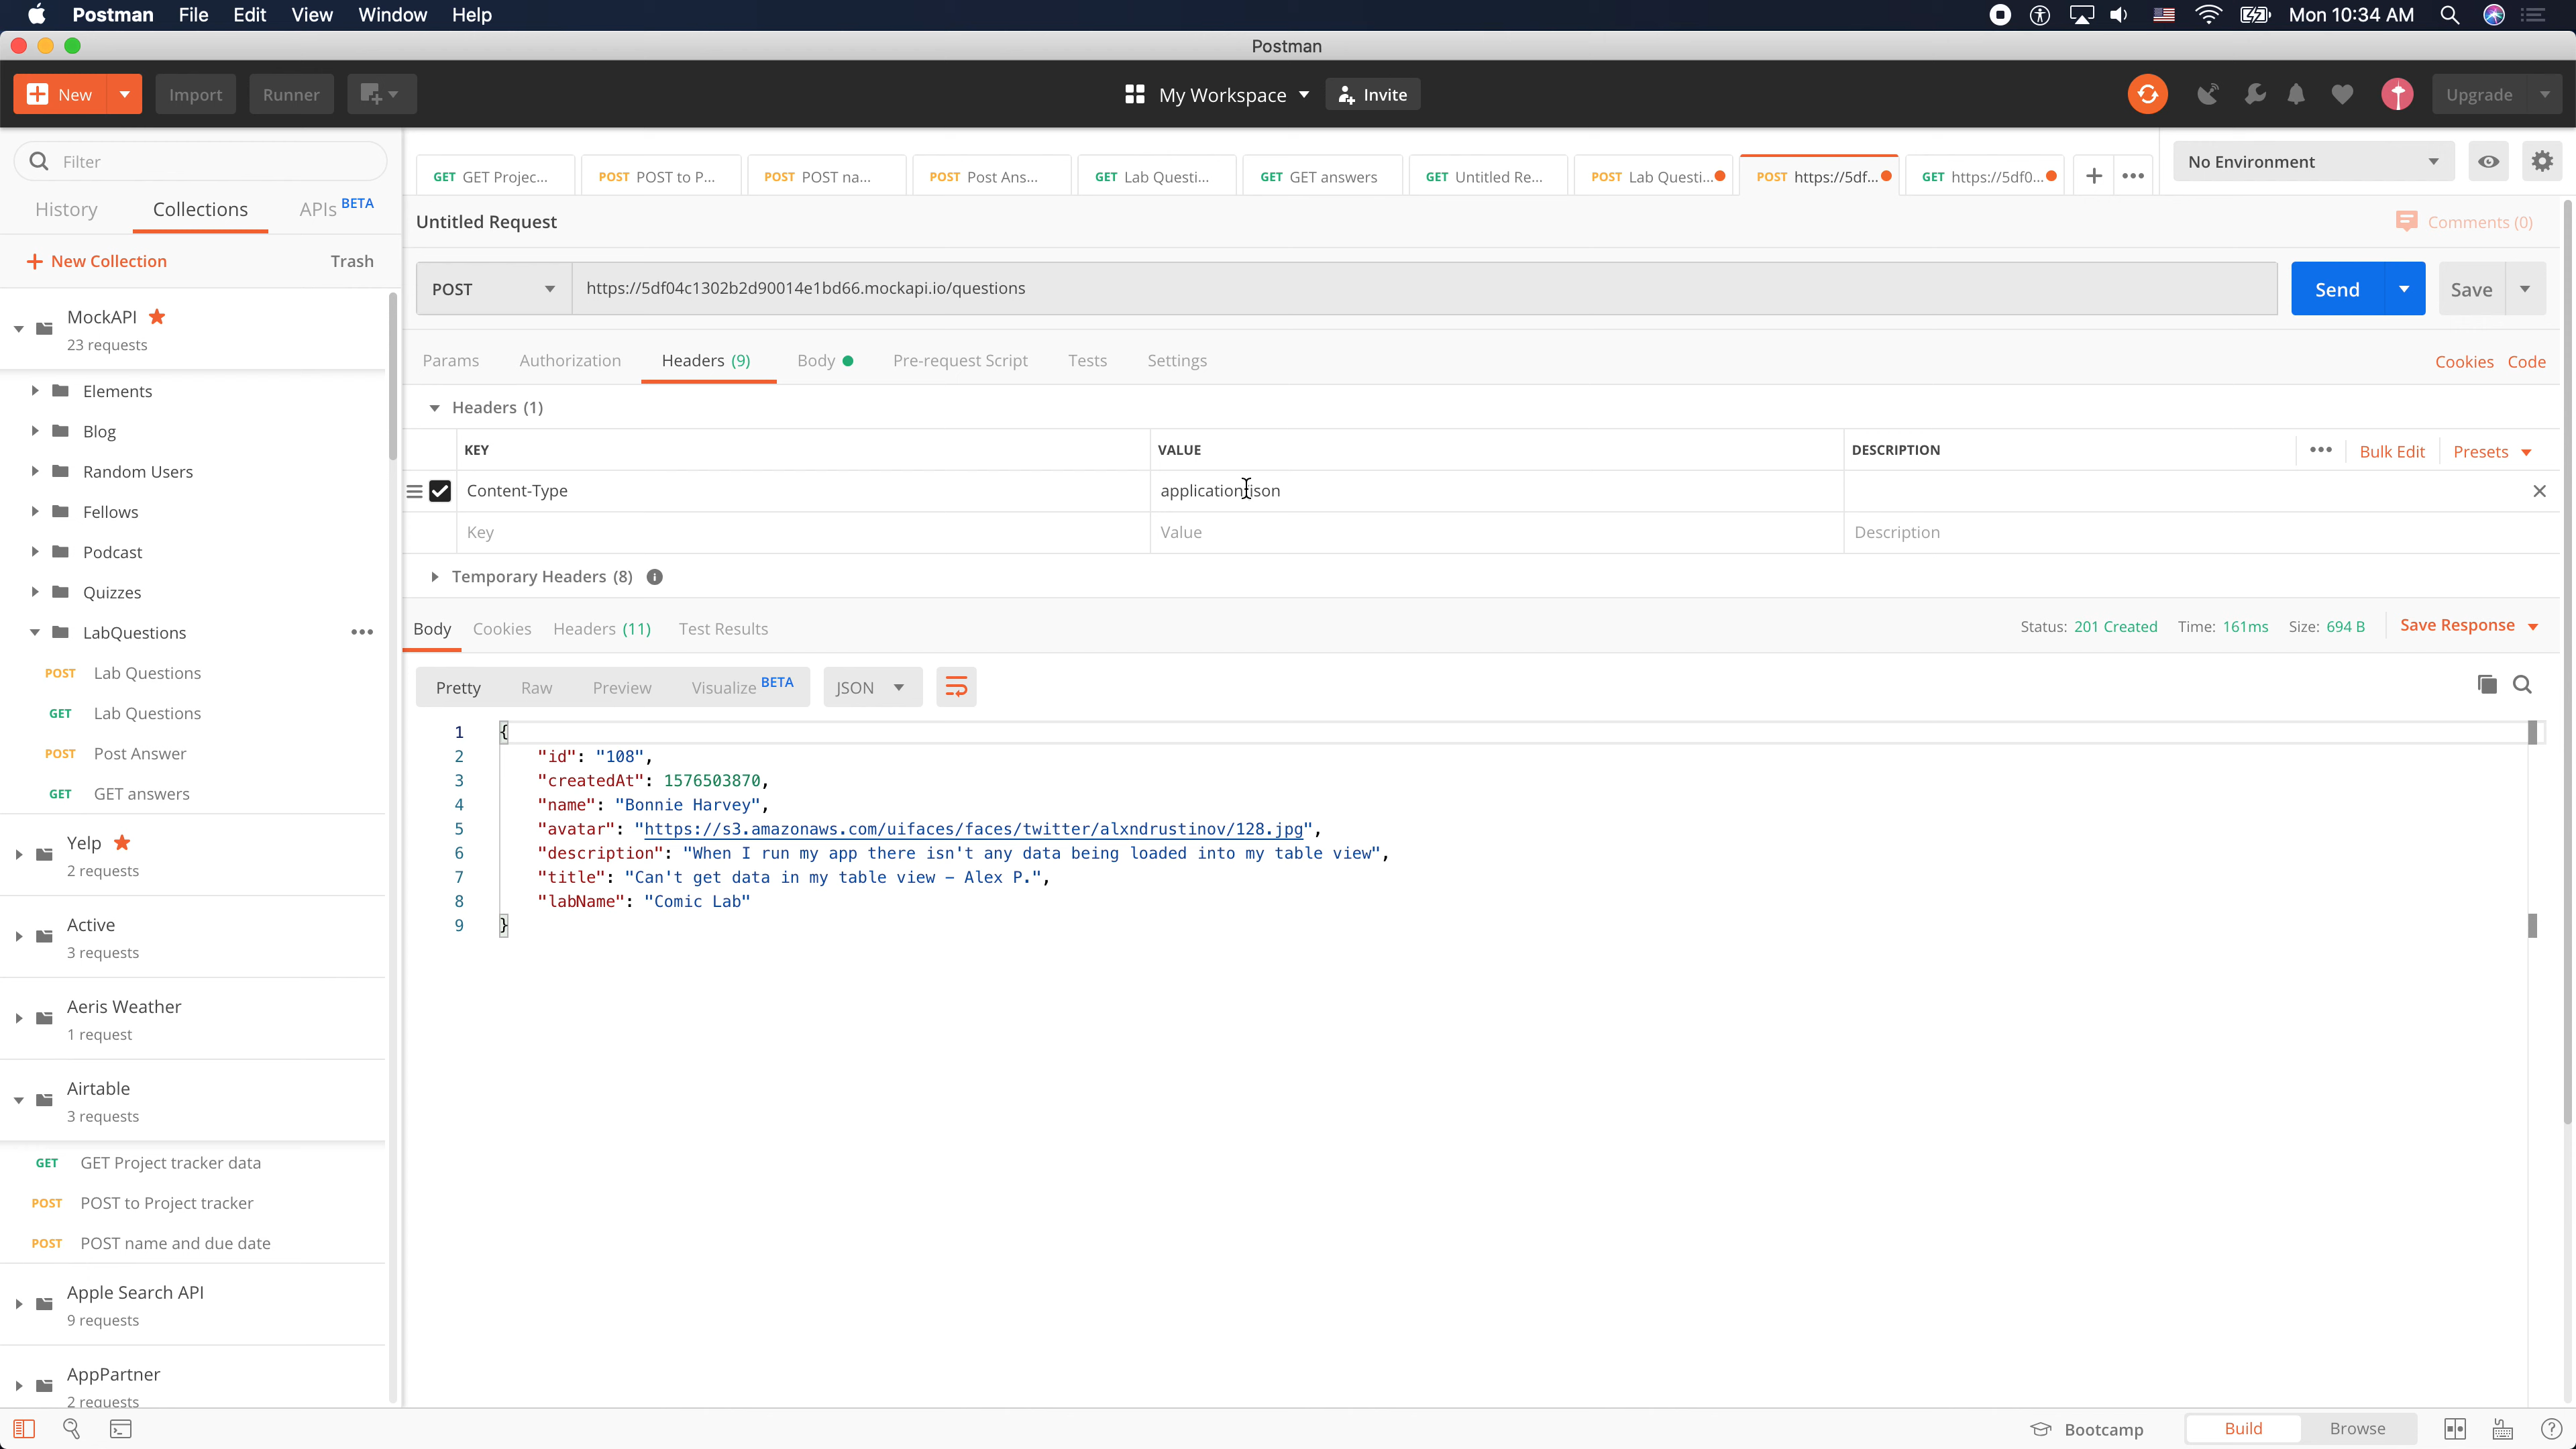 Postman File Edit View Window Help Mon 10:34 AM
Postman
New Import Runner My Workspace Invite Upgrade
Filter
GET GET Projec... POST POST to P... POST POST na... POST Post Ans... GET Lab Questi... GET GET answers GET Untitled Re... POST Lab Questi... POST https://5df... GET https://5df0... No Environment
History Collections APIs BETA
Untitled Request Comments (0)
New Collection Trash
POST https://5df04c1302b2d90014e1bd66.mockapi.io/questions Send Save
MockAPI
23 requests
Params Authorization Headers (9) Body Pre-request Script Tests Settings Cookies Code
Elements
Headers (1)
Blog
KEY VALUE DESCRIPTION Bulk Edit Presets
Random Users
Content-Type
Fellows
Key Value Description
Podcast
Temporary Headers (8)
Quizzes
LabQuestions
Body Cookies Headers (11) Test Results Status: 201 Created Time: 161ms Size: 694 B Save Response
POST Lab Questions
Pretty Raw Preview Visualize BETA JSON
GET Lab Questions
POST Post Answer
GET GET answers
1 {
2 "id": "108",
3 "createdAt": 1576503870,
4 "name": "Bonnie Harvey",
5 "avatar": "https://s3.amazonaws.com/uifaces/faces/twitter/alxndrustinov/128.jpg",
6 "description": "When I run my app there isn't any data being loaded into my table view",
7 "title": "Can't get data in my table view – Alex P.",
8 "labName": "Comic Lab"
9 }
Yelp
2 requests
Active
3 requests
Aeris Weather
1 request
Airtable
3 requests
GET GET Project tracker data
POST POST to Project tracker
POST POST name and due date
Apple Search API
9 requests
AppPartner
2 requests
Bootcamp Build Browse